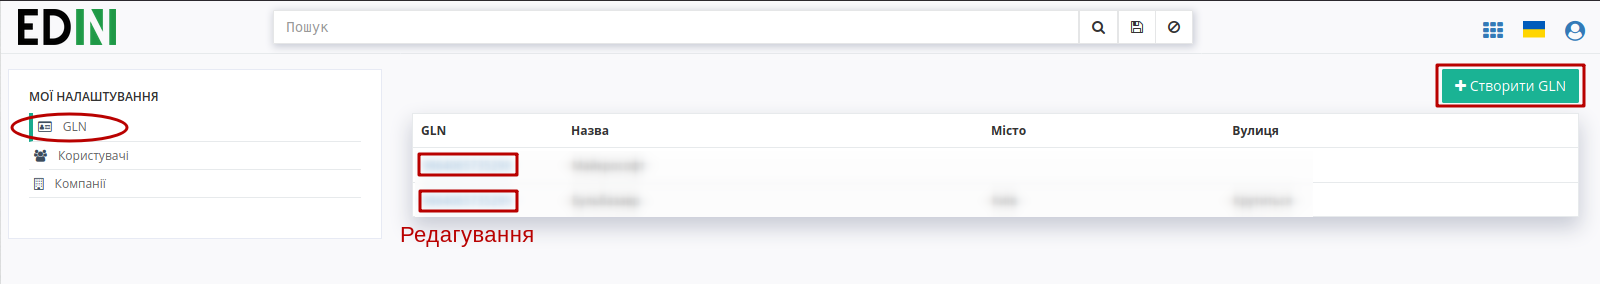 EDIN
Пошук
Створити GLN
МОЇ НАЛАШТУВАННЯ
GLN
Користувачі
Компанії
GLN Назва Місто Вулиця
Редагування